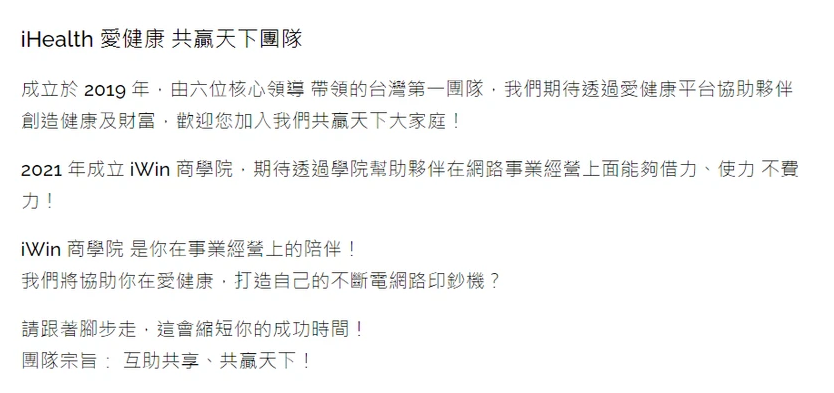 iHealth 愛健康 共贏天下團隊
成立於 2019 年，由六位核心領導 帶領的台灣第一團隊，我們期待透過愛健康平台協助夥伴
創造健康及財富，歡迎您加入我們共贏天下大家庭！
2021 年成立 iWin 商學院，期待透過學院幫助夥伴在網路事業經營上面能夠借力、使力 不費
力！
iWin 商學院 是你在事業經營上的陪伴！
我們將協助你在愛健康，打造自己的不斷電網路印鈔機？
請跟著腳步走，這會縮短你的成功時間！
團隊宗旨： 互助共享、共贏天下！